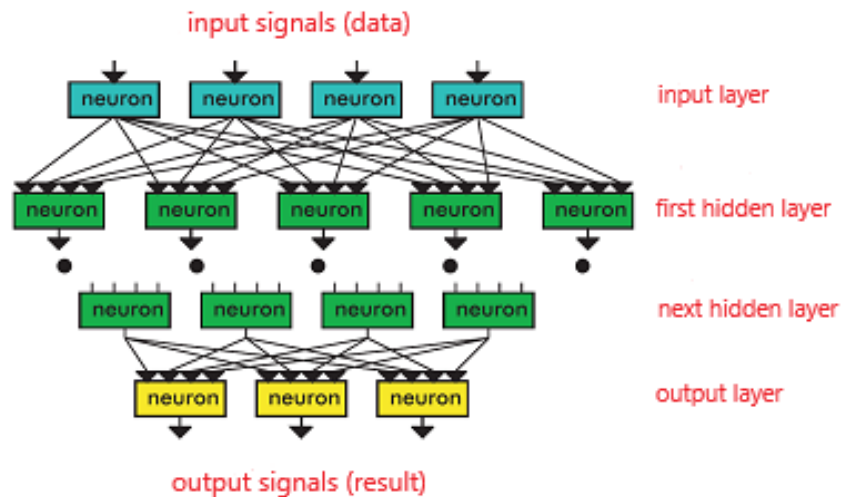 input signals (data)
neuron neuron neuron neuron input layer
neuron neuron neuron neuron neuron first hidden layer
neuron neuron neuron neuron next hidden layer
neuron neuron neuron output layer
output signals (result)